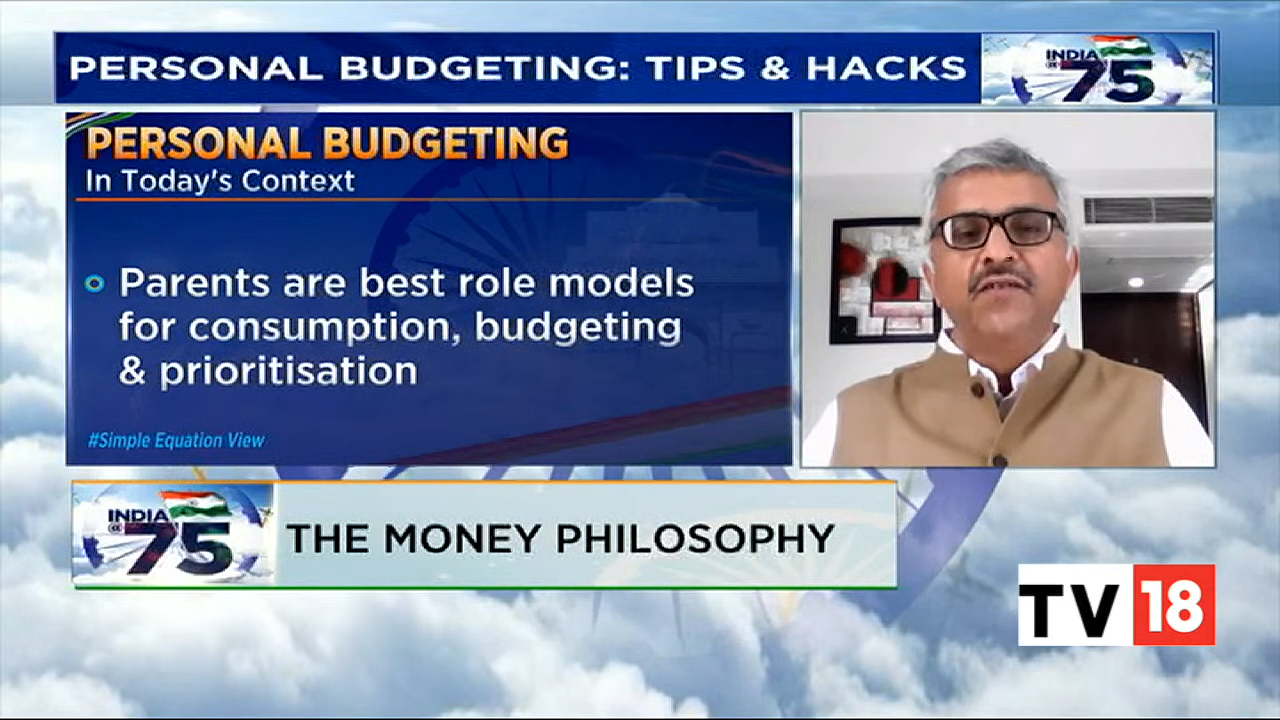 PERSONAL BUDGETING: TIPS & HACKS
INDIA
@
75
PERSONAL BUDGETING
In Today's Context
Parents are best role models
for consumption, budgeting
& prioritisation
#Simple Equation View
INDIA
@
75
THE MONEY PHILOSOPHY
TV18